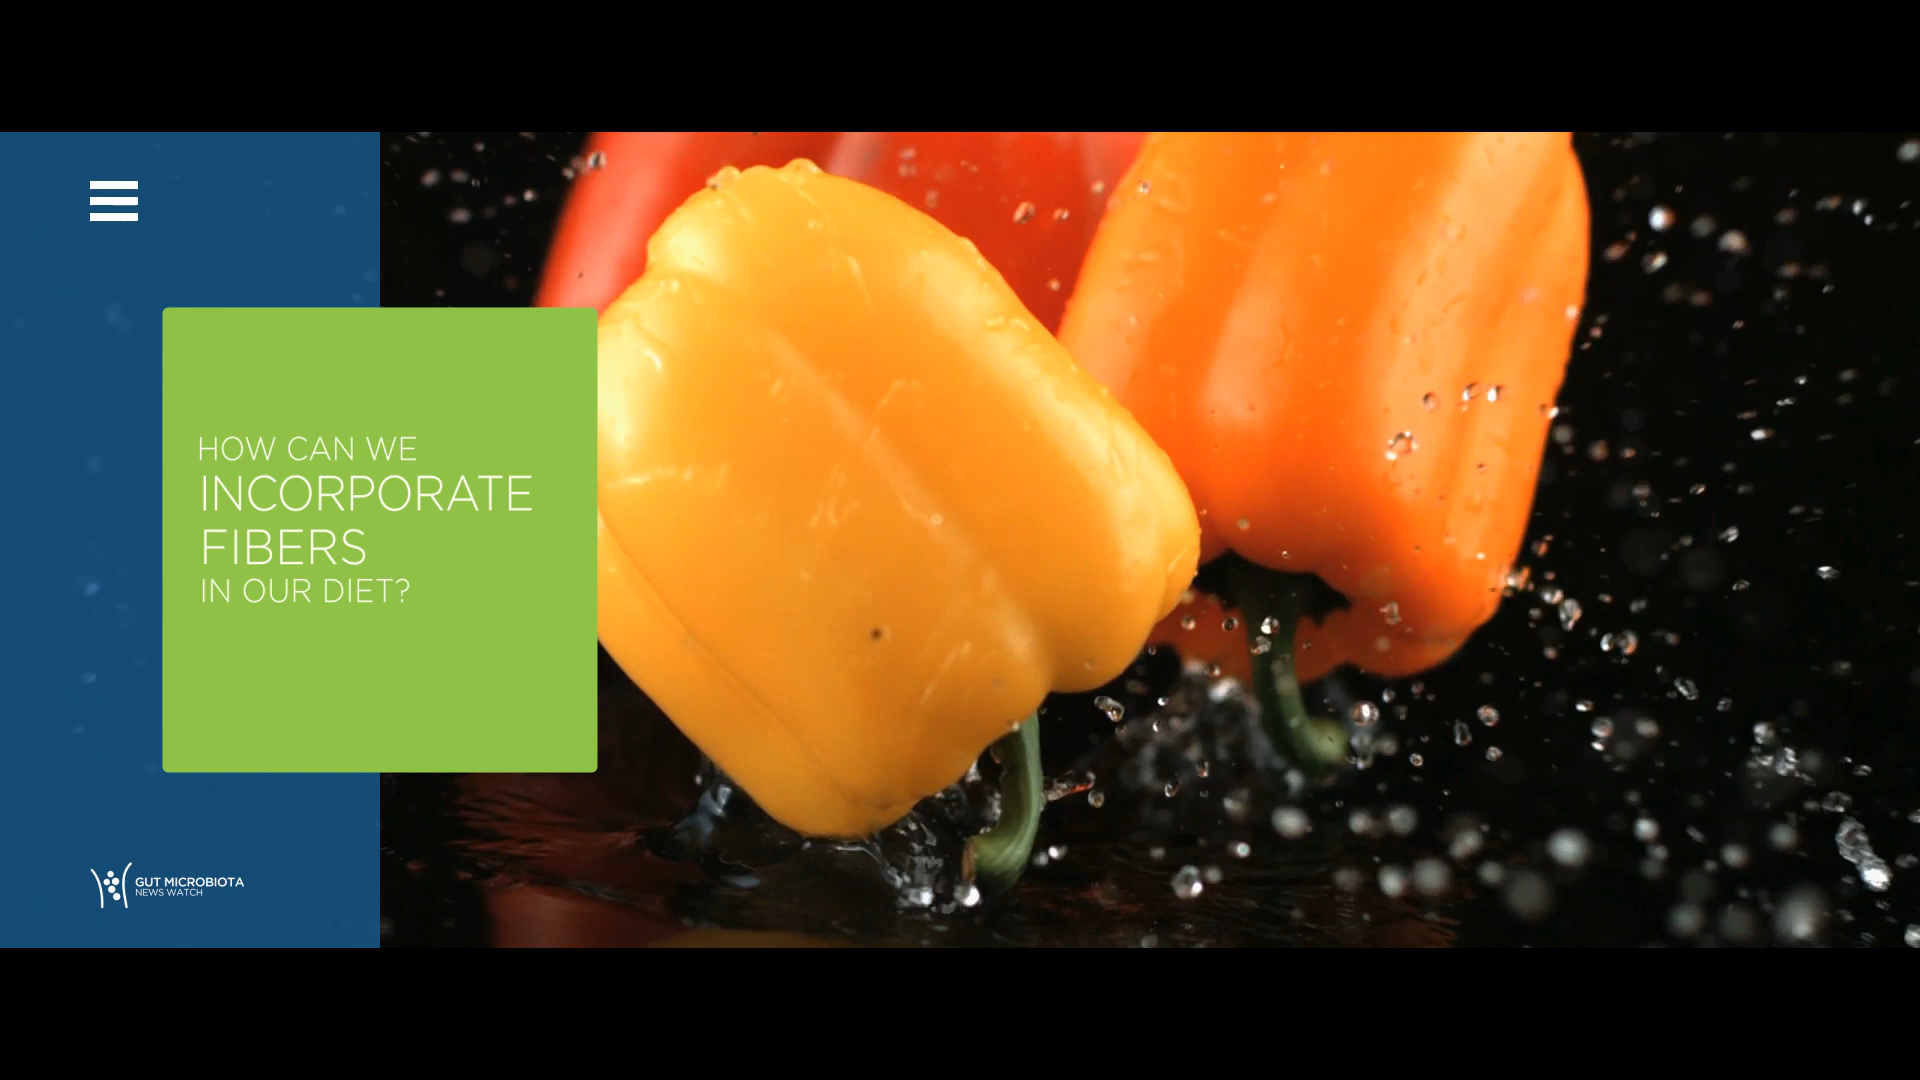 HOW CAN WE
INCORPORATE
FIBERS
IN OUR DIET?
GUT MICROBIOTA
NEWS WATCH